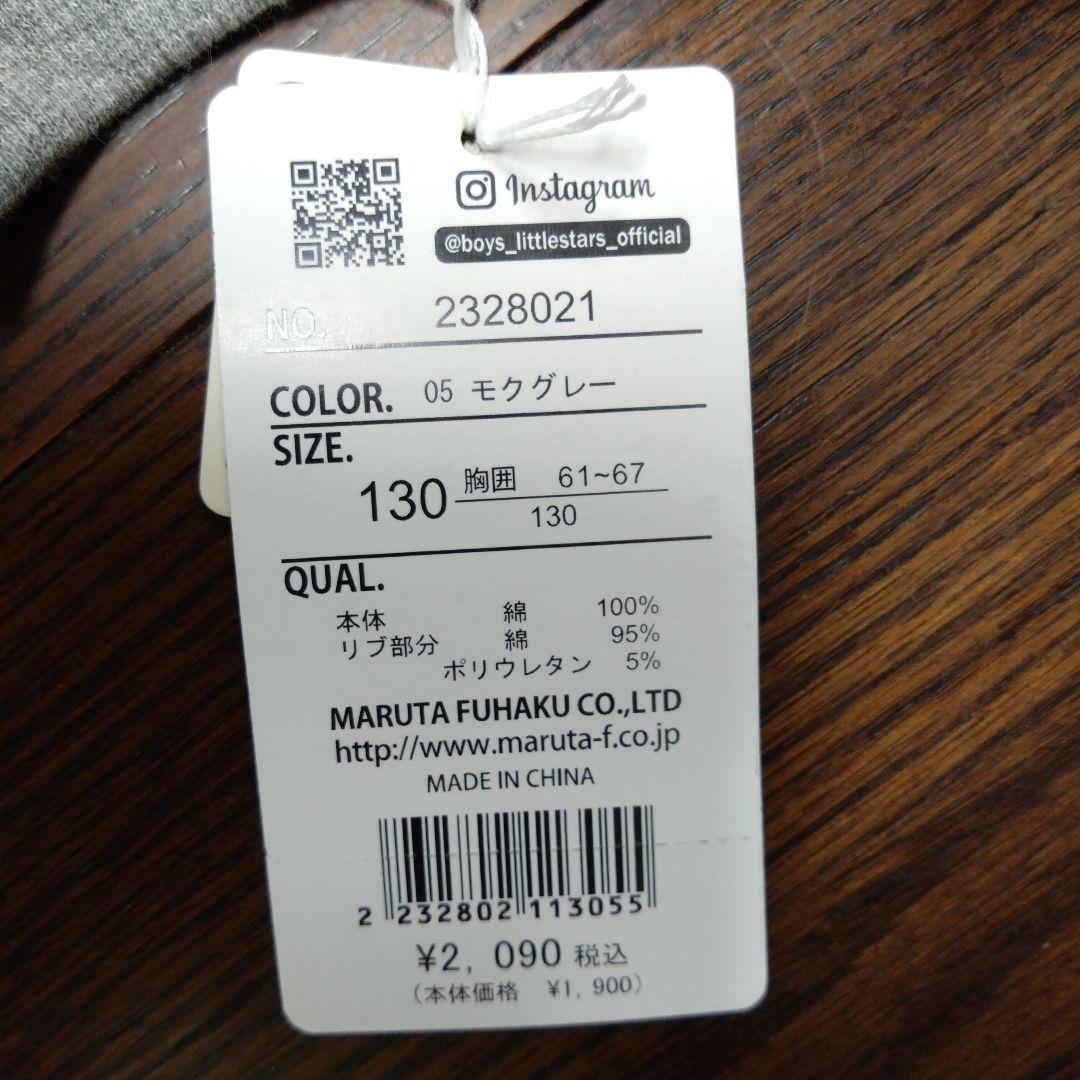 Instagram
@boys_littlestars_official
NO. 2328021
COLOR. 05 モクグレー
SIZE.
130 胸囲 61~67
130
QUAL.
本体 綿 100%
リブ部分 綿 95%
ポリウレタン 5%
MARUTA FUHAKU CO.,LTD
http://www.maruta-f.co.jp
MADE IN CHINA
2 232802 113055
¥2, 090 税込
(本体価格 ¥1, 900)